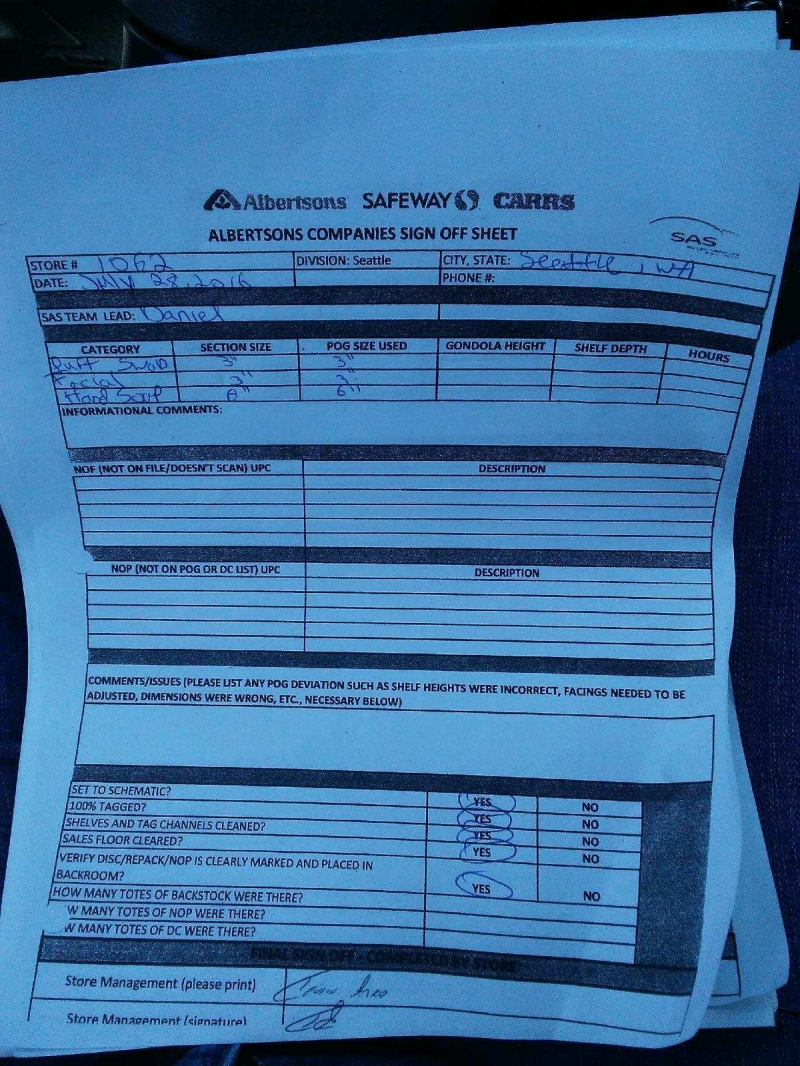 Albertsons SAFEWAY CARRS
ALBERTSONS COMPANIES SIGN OFF SHEET
SAS
STORE # 1062 DIVISION: Seattle CITY, STATE: Seattle, WA
DATE: July 28, 2016 PHONE #:
SAS TEAM LEAD: Daniel
CATEGORY SECTION SIZE POG SIZE USED GONDOLA HEIGHT SHELF DEPTH HOURS
3" 3"
Facial 3" 3"
Hand Soap 6" 6"
INFORMATIONAL COMMENTS:
NOF (NOT ON FILE/DOESN'T SCAN) UPC DESCRIPTION
NOP (NOT ON POG OR DC LIST) UPC DESCRIPTION
COMMENTS/ISSUES (PLEASE LIST ANY POG DEVIATION SUCH AS SHELF HEIGHTS WERE INCORRECT, FACINGS NEEDED TO BE
ADJUSTED, DIMENSIONS WERE WRONG, ETC., NECESSARY BELOW)
SET TO SCHEMATIC? YES NO
100% TAGGED? YES NO
SHELVES AND TAG CHANNELS CLEANED? YES NO
SALES FLOOR CLEARED? YES NO
VERIFY DISC/REPACK/NOP IS CLEARLY MARKED AND PLACED IN
BACKROOM? YES NO
HOW MANY TOTES OF BACKSTOCK WERE THERE?
W MANY TOTES OF NOP WERE THERE?
W MANY TOTES OF DC WERE THERE?
FINAL SIGN OFF - COMPLETED BY STORE
Store Management (please print)
Store Management (signature)